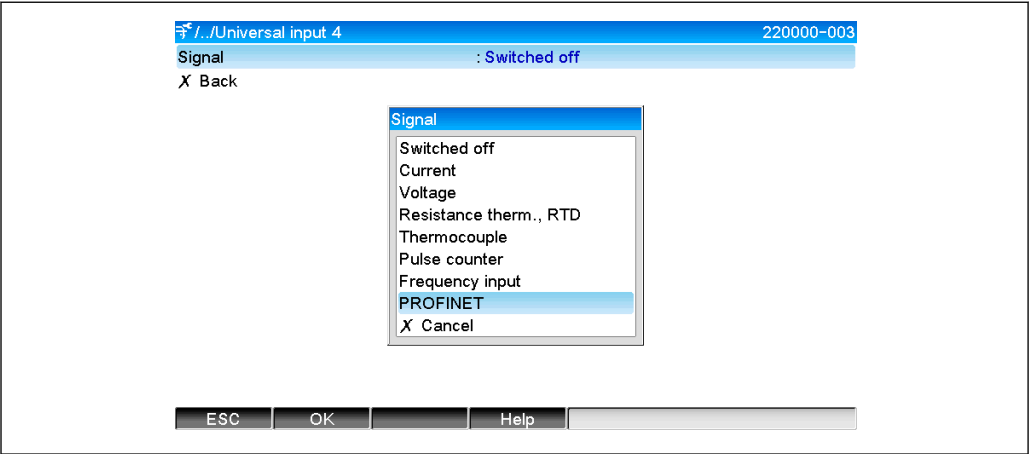 /../Universal input 4 220000-003
Signal : Switched off
X Back
Signal
Switched off
Current
Voltage
Resistance therm., RTD
Thermocouple
Pulse counter
Frequency input
PROFINET
X Cancel
ESC OK Help